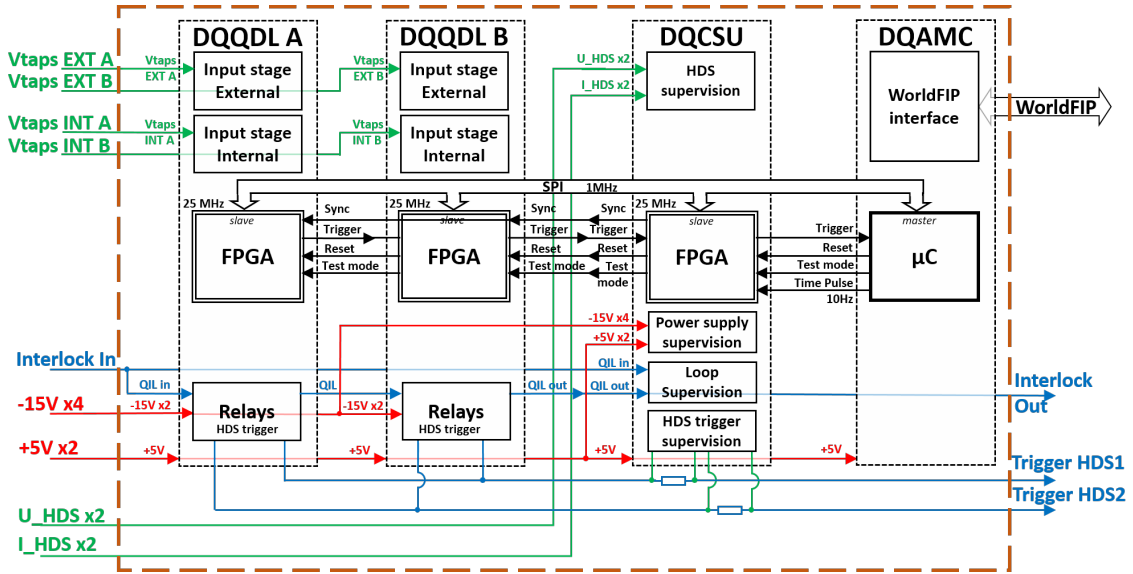 DQQDL A
DQQDL B
DQCSU
DQAMC
Vtaps EXT A
Vtaps EXT B
Vtaps INT A
Vtaps INT B
Vtaps
EXT A
Input stage
External
Vtaps
EXT B
Input stage
External
U_HDS x2
I_HDS x2
HDS
supervision
WorldFIP
interface
WorldFIP
Vtaps
INT A
Input stage
Internal
Vtaps
INT B
Input stage
Internal
SPI
1MHz
25 MHz
25 MHz
25 MHz
slave
FPGA
Sync
Trigger
Reset
Test mode
slave
FPGA
Sync
Trigger
Reset
Test mode
Sync
Trigger
Reset
Test
mode
slave
FPGA
Trigger
Reset
Test mode
Time Pulse
10Hz
master
µC
-15V x4
+5V x2
Power supply
supervision
Interlock In
QIL in
QIL in
QIL
QIL out
QIL out
Loop
Supervision
Interlock
Out
-15V x4
-15V x2
Relays
HDS trigger
-15V x2
Relays
HDS trigger
HDS trigger
supervision
+5V x2
+5V
+5V
+5V
+5V
Trigger HDS1
Trigger HDS2
U_HDS x2
I_HDS x2